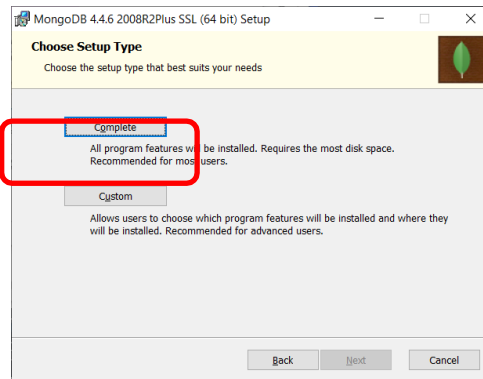 MongoDB 4.4.6 2008R2Plus SSL (64 bit) Setup
Choose Setup Type
Choose the setup type that best suits your needs
Complete
All program features will be installed. Requires the most disk space.
Recommended for most users.
Custom
Allows users to choose which program features will be installed and where they
will be installed. Recommended for advanced users.
Back Next Cancel